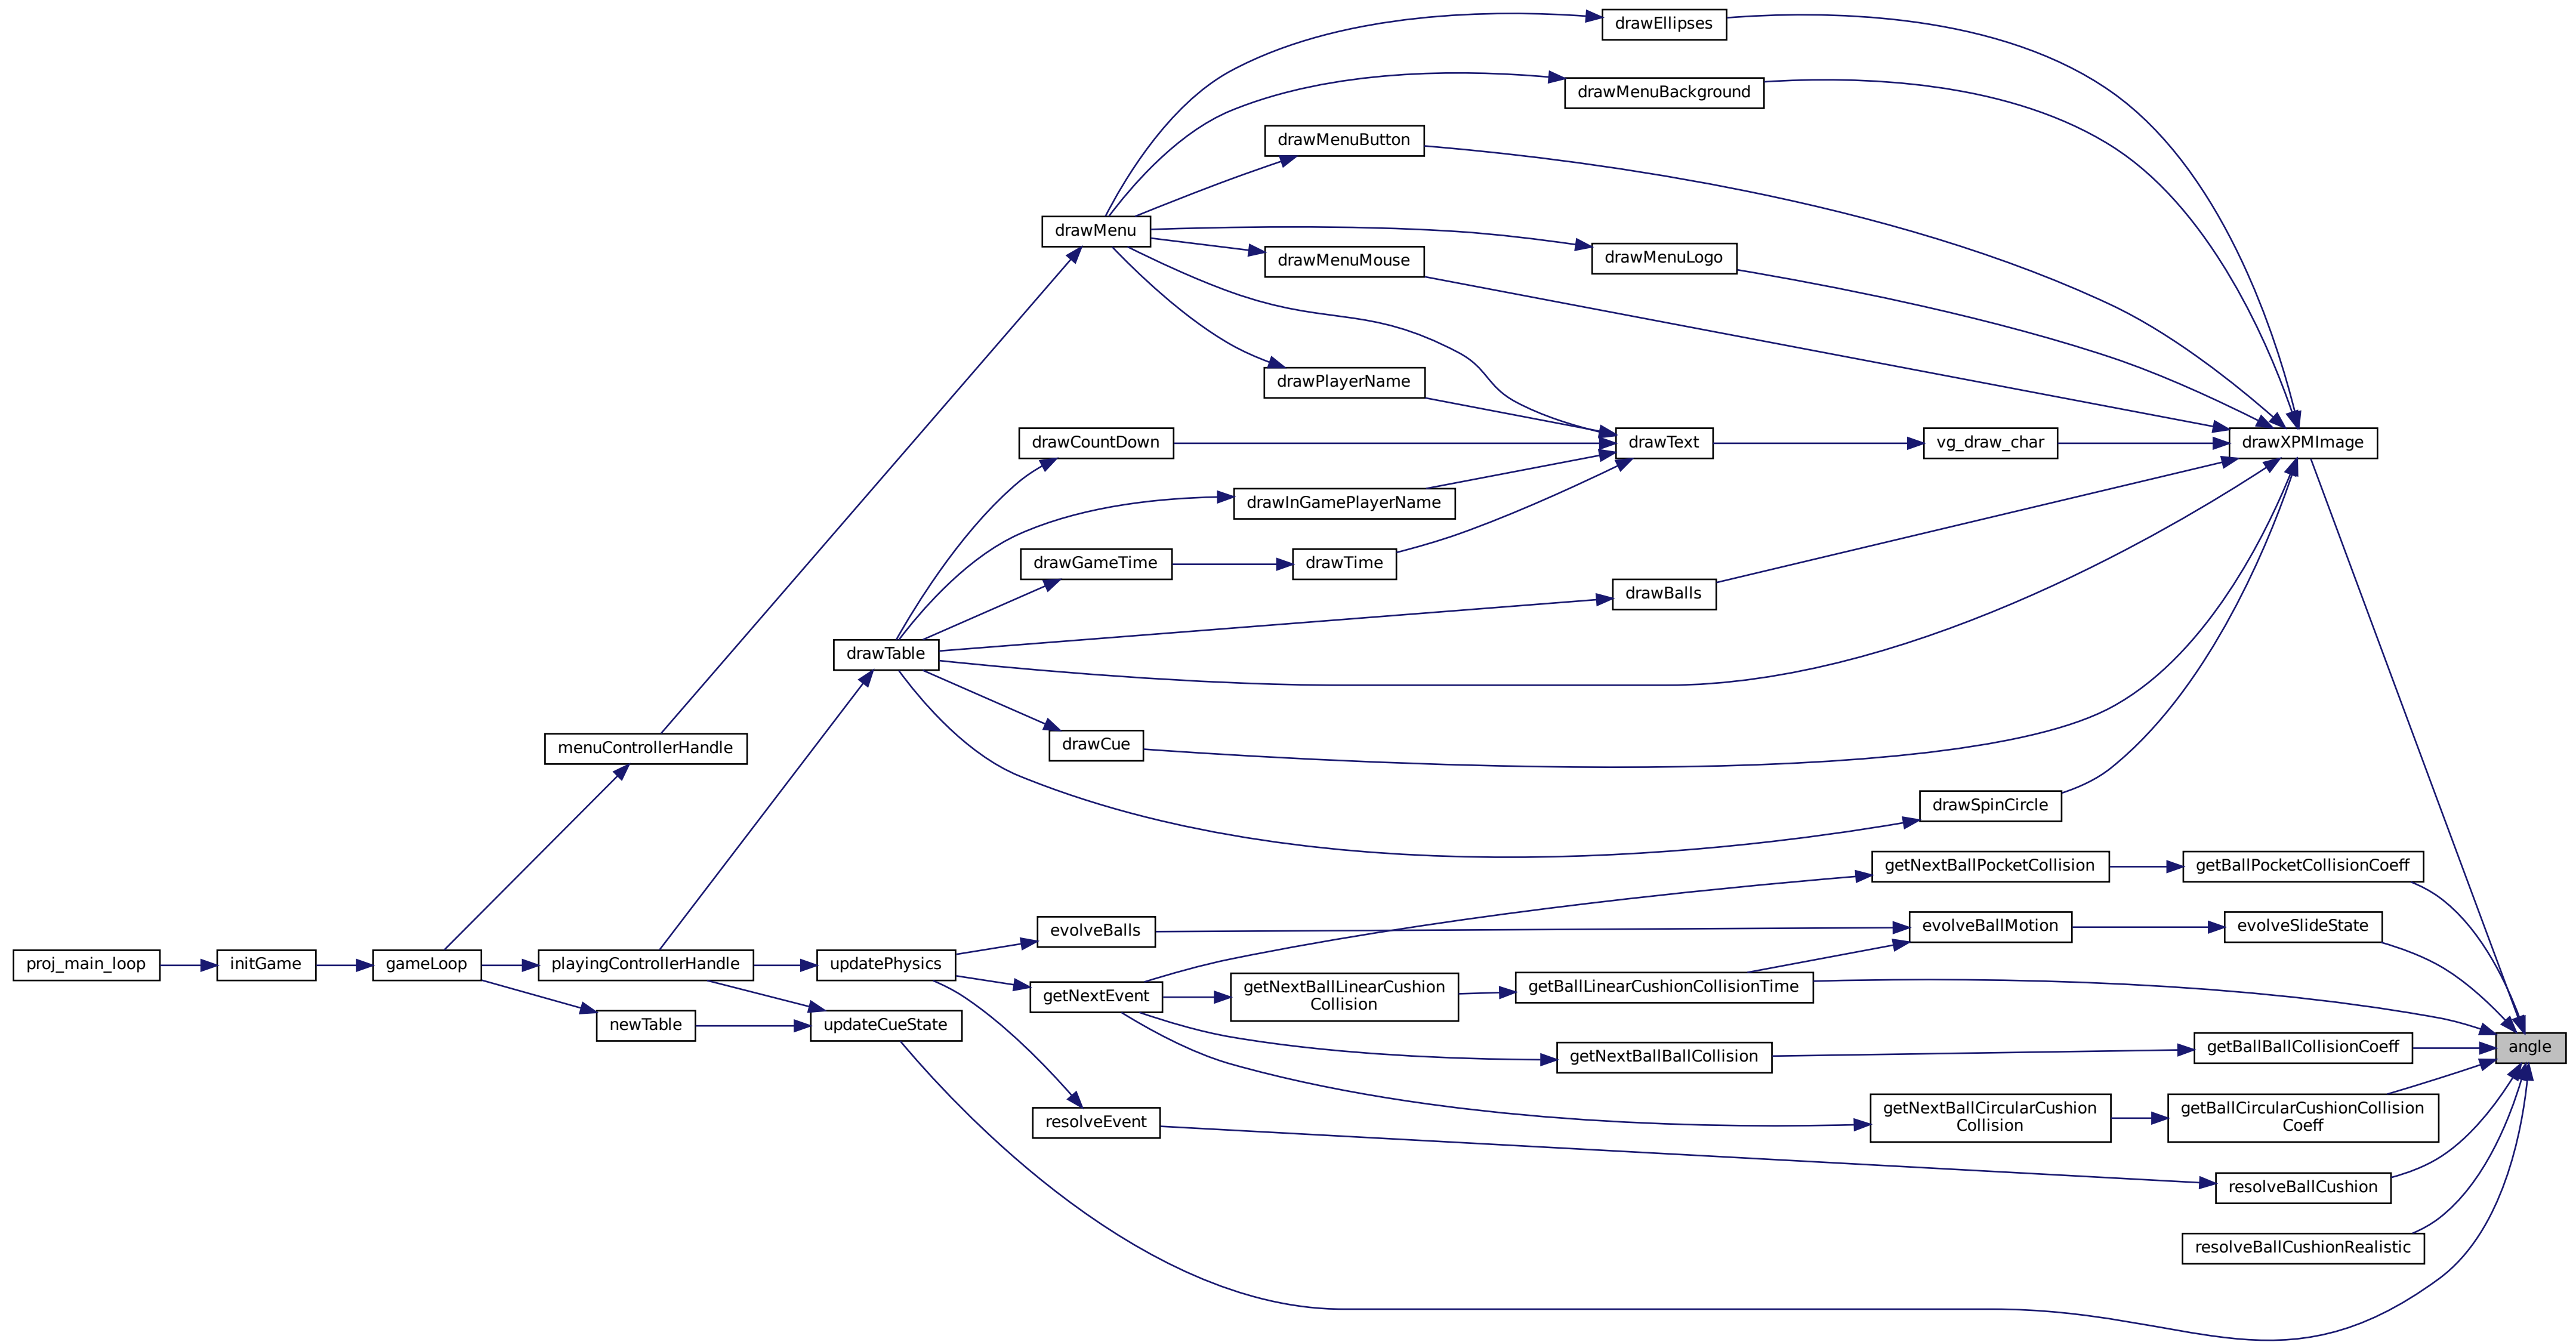 drawEllipses
drawMenuBackground
drawMenuButton
drawMenu
drawMenuMouse
drawMenuLogo
drawPlayerName
drawCountDown
drawText
vg_draw_char
drawXPMImage
drawInGamePlayerName
drawGameTime
drawTime
drawBalls
drawTable
menuControllerHandle
drawCue
drawSpinCircle
getNextBallPocketCollision
getBallPocketCollisionCoeff
evolveBalls
evolveBallMotion
evolveSlideState
proj_main_loop
initGame
gameLoop
playingControllerHandle
updatePhysics
getNextEvent
getNextBallLinearCushion
Collision
getBallLinearCushionCollisionTime
newTable
updateCueState
getNextBallBallCollision
getBallBallCollisionCoeff
angle
resolveEvent
getNextBallCircularCushion
Collision
getBallCircularCushionCollision
Coeff
resolveBallCushion
resolveBallCushionRealistic